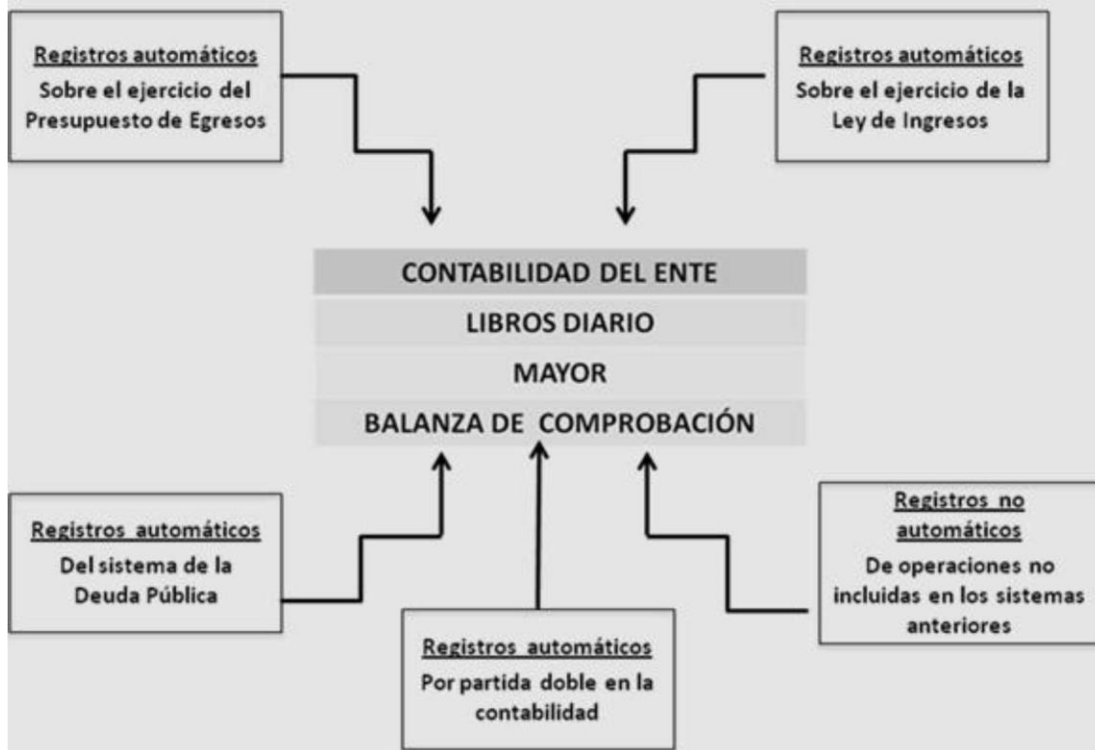 Registros automáticos
Sobre el ejercicio del
Presupuesto de Egresos
Registros automáticos
Sobre el ejercicio de la
Ley de Ingresos
CONTABILIDAD DEL ENTE
LIBROS DIARIO
MAYOR
BALANZA DE COMPROBACIÓN
Registros automáticos
Del sistema de la
Deuda Pública
Registros automáticos
Por partida doble en la
contabilidad
Registros no
automáticos
De operaciones no
incluidas en los sistemas
anteriores